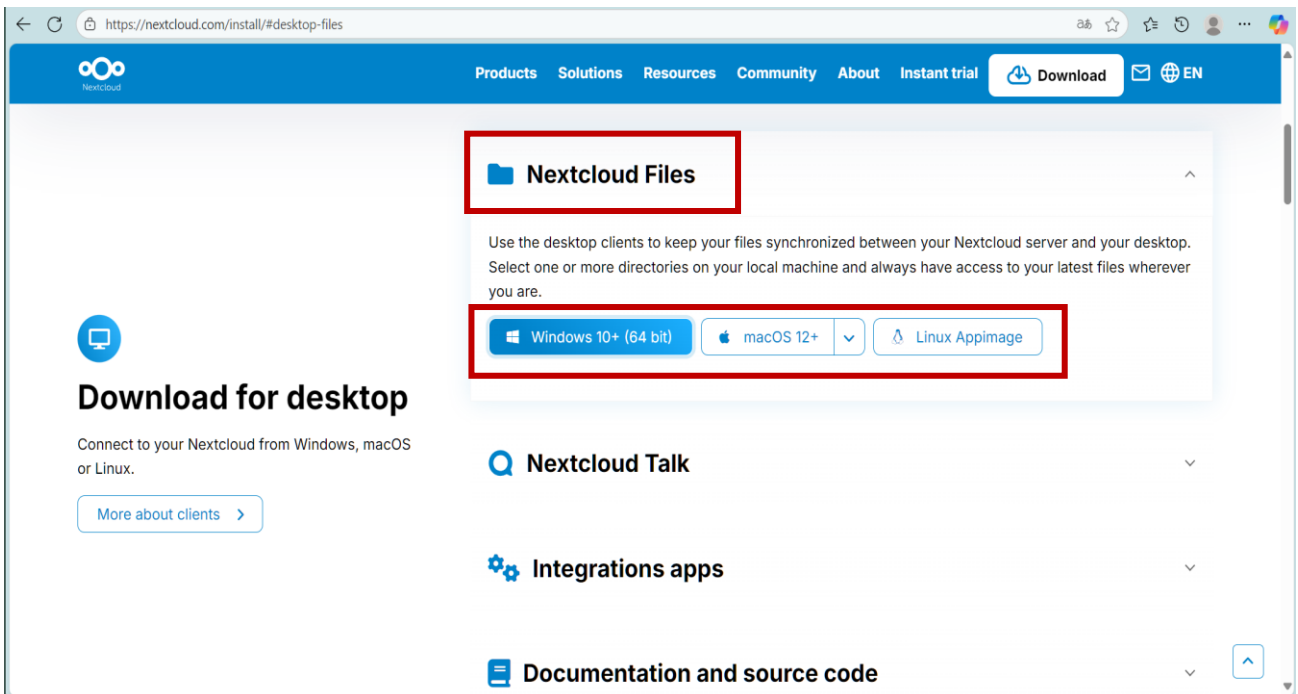 https://nextcloud.com/install/#desktop-files
Nextcloud
Products Solutions Resources Community About Instant trial Download EN
Nextcloud Files
Use the desktop clients to keep your files synchronized between your Nextcloud server and your desktop.
Select one or more directories on your local machine and always have access to your latest files wherever
you are.
Windows 10+ (64 bit) macOS 12+ Linux Appimage
Download for desktop
Connect to your Nextcloud from Windows, macOS
or Linux.
More about clients
Nextcloud Talk
Integrations apps
Documentation and source code